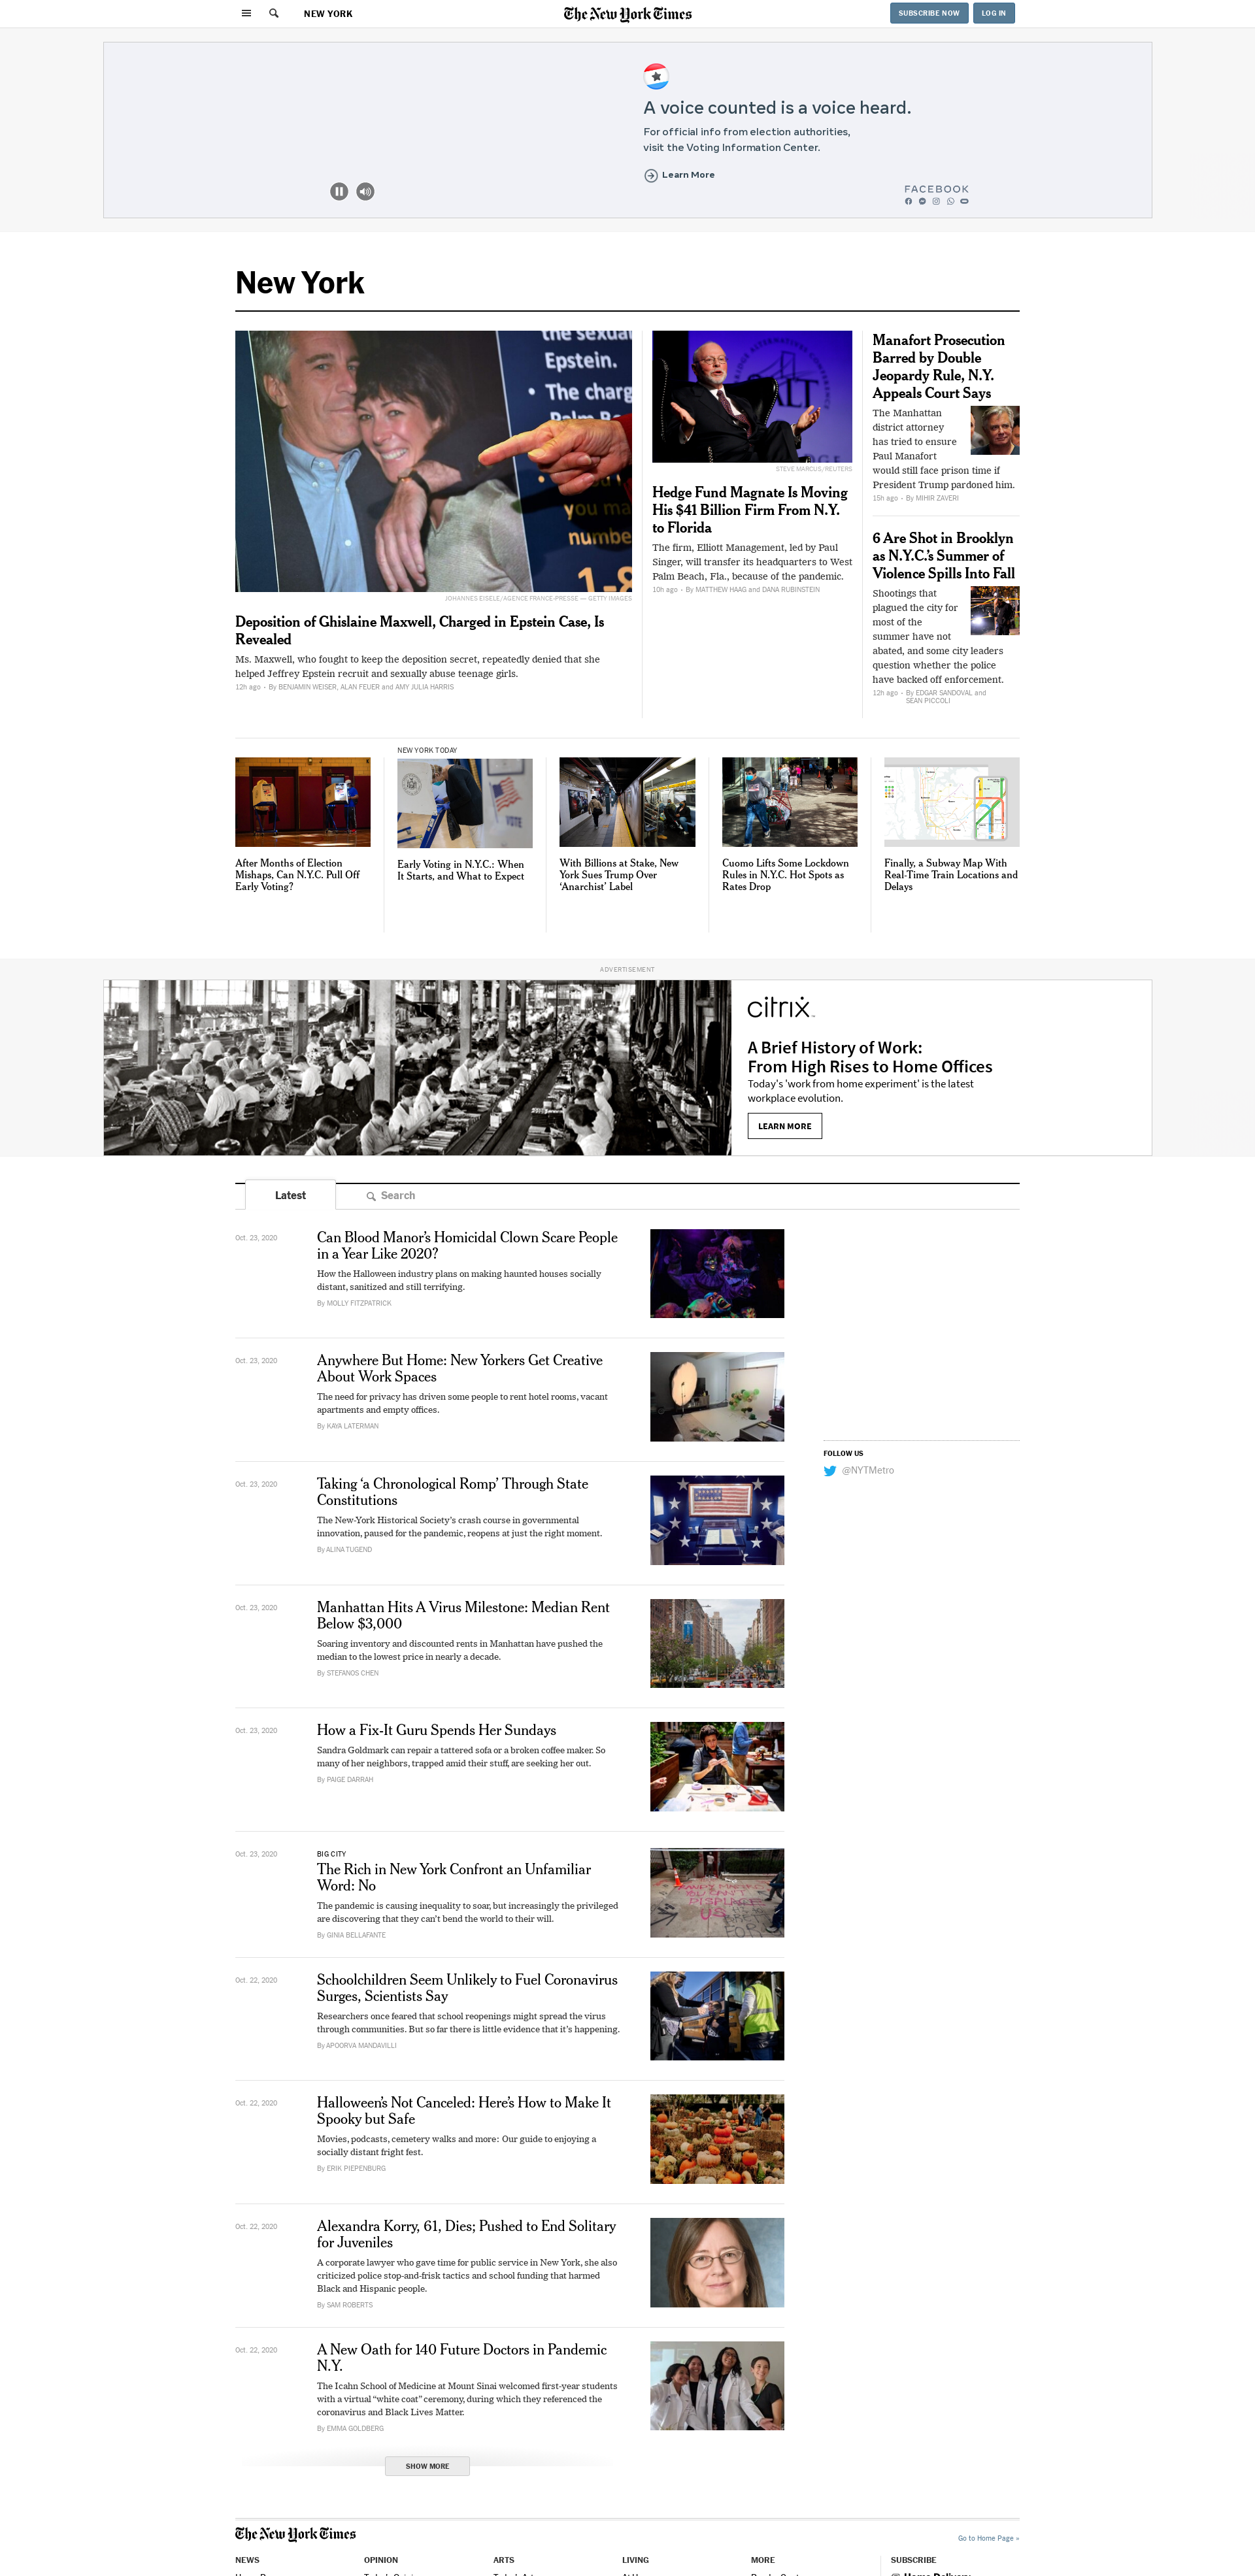 NEW YORK
The New York Times
SUBSCRIBE NOW
LOG IN
A voice counted is a voice heard.
For official info from election authorities,
visit the Voting Information Center.
Learn More
FACEBOOK
New York
the sexual
Epstein.
• The charg
Palm
you
numbe
1-8
JOHANNES EISELE/AGENCE FRANCE-PRESSE — GETTY IMAGES
Deposition of Ghislaine Maxwell, Charged in Epstein Case, Is
Revealed
Ms. Maxwell, who fought to keep the deposition secret, repeatedly denied that she
helped Jeffrey Epstein recruit and sexually abuse teenage girls.
12h ago • By BENJAMIN WEISER, ALAN FEUER and AMY JULIA HARRIS
STEVE MARCUS/REUTERS
Hedge Fund Magnate Is Moving
His $41 Billion Firm From N.Y.
to Florida
The firm, Elliott Management, led by Paul
Singer, will transfer its headquarters to West
Palm Beach, Fla., because of the pandemic.
10h ago • By MATTHEW HAAG and DANA RUBINSTEIN
Manafort Prosecution
Barred by Double
Jeopardy Rule, N.Y.
Appeals Court Says
The Manhattan
district attorney
has tried to ensure
Paul Manafort
would still face prison time if
President Trump pardoned him.
15h ago • By MIHIR ZAVERI
6 Are Shot in Brooklyn
as N.Y.C.’s Summer of
Violence Spills Into Fall
Shootings that
plagued the city for
most of the
summer have not
abated, and some city leaders
question whether the police
have backed off enforcement.
12h ago • By EDGAR SANDOVAL and
SEAN PICCOLI
After Months of Election
Mishaps, Can N.Y.C. Pull Off
Early Voting?
NEW YORK TODAY
VOTE
Early Voting in N.Y.C.: When
It Starts, and What to Expect
With Billions at Stake, New
York Sues Trump Over
‘Anarchist’ Label
Cuomo Lifts Some Lockdown
Rules in N.Y.C. Hot Spots as
Rates Drop
Finally, a Subway Map With
Real-Time Train Locations and
Delays
ADVERTISEMENT
citrix
A Brief History of Work:
From High Rises to Home Offices
Today's 'work from home experiment' is the latest
workplace evolution.
LEARN MORE
Latest
Search
Oct. 23, 2020
Can Blood Manor’s Homicidal Clown Scare People
in a Year Like 2020?
How the Halloween industry plans on making haunted houses socially
distant, sanitized and still terrifying.
By MOLLY FITZPATRICK
Oct. 23, 2020
Anywhere But Home: New Yorkers Get Creative
About Work Spaces
The need for privacy has driven some people to rent hotel rooms, vacant
apartments and empty offices.
By KAYA LATERMAN
FOLLOW US
@NYTMetro
Oct. 23, 2020
Taking ‘a Chronological Romp’ Through State
Constitutions
The New-York Historical Society’s crash course in governmental
innovation, paused for the pandemic, reopens at just the right moment.
By ALINA TUGEND
Oct. 23, 2020
Manhattan Hits A Virus Milestone: Median Rent
Below $3,000
Soaring inventory and discounted rents in Manhattan have pushed the
median to the lowest price in nearly a decade.
By STEFANOS CHEN
Oct. 23, 2020
How a Fix-It Guru Spends Her Sundays
Sandra Goldmark can repair a tattered sofa or a broken coffee maker. So
many of her neighbors, trapped amid their stuff, are seeking her out.
By PAIGE DARRAH
Oct. 23, 2020
BIG CITY
The Rich in New York Confront an Unfamiliar
Word: No
The pandemic is causing inequality to soar, but increasingly the privileged
are discovering that they can’t bend the world to their will.
By GINIA BELLAFANTE
Oct. 22, 2020
Schoolchildren Seem Unlikely to Fuel Coronavirus
Surges, Scientists Say
Researchers once feared that school reopenings might spread the virus
through communities. But so far there is little evidence that it’s happening.
By APOORVA MANDAVILLI
Oct. 22, 2020
Halloween’s Not Canceled: Here’s How to Make It
Spooky but Safe
Movies, podcasts, cemetery walks and more: Our guide to enjoying a
socially distant fright fest.
By ERIK PIEPENBURG
Oct. 22, 2020
Alexandra Korry, 61, Dies; Pushed to End Solitary
for Juveniles
A corporate lawyer who gave time for public service in New York, she also
criticized police stop-and-frisk tactics and school funding that harmed
Black and Hispanic people.
By SAM ROBERTS
Oct. 22, 2020
A New Oath for 140 Future Doctors in Pandemic
N.Y.
The Icahn School of Medicine at Mount Sinai welcomed first-year students
with a virtual “white coat” ceremony, during which they referenced the
coronavirus and Black Lives Matter.
By EMMA GOLDBERG
SHOW MORE
The New York Times
Go to Home Page »
NEWS
OPINION
ARTS
LIVING
MORE
SUBSCRIBE